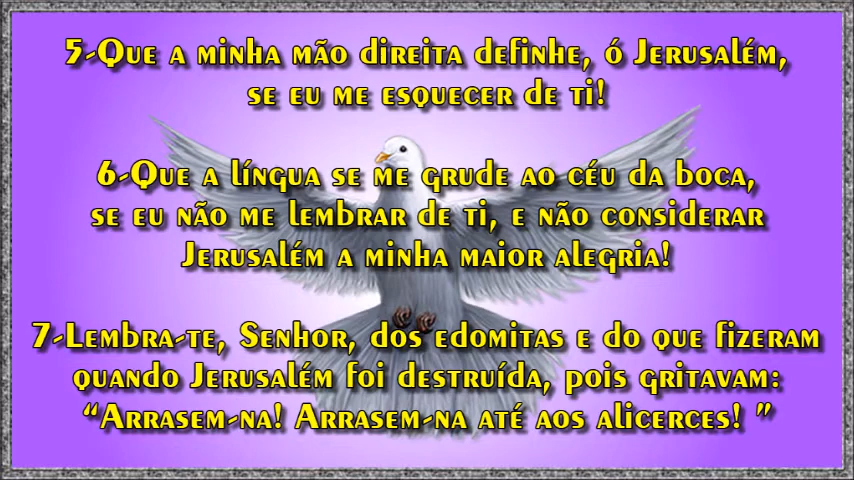 5-Que a minha mão direita definhe, ó Jerusalém,
se eu me esquecer de ti!
6-Que a língua se me grude ao céu da boca,
se eu não me lembrar de ti, e não considerar
Jerusalém a minha maior alegria!
7-Lembra-te, Senhor, dos edomitas e do que fizeram
quando Jerusalém foi destruída, pois gritavam:
“Arrasem-na! Arrasem-na até aos alicerces! ”